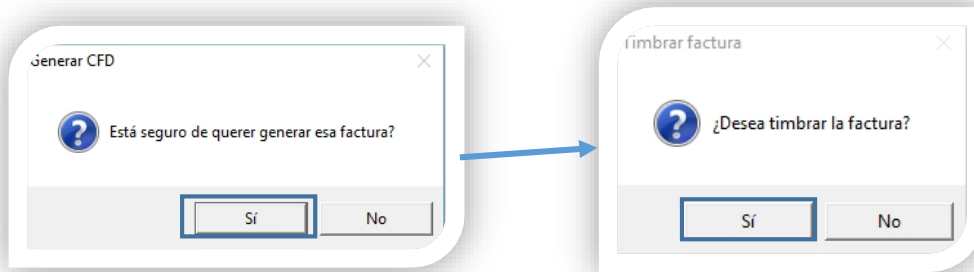 Generar CFD
Está seguro de querer generar esa factura?
Sí No
Timbrar factura
¿Desea timbrar la factura?
Sí No